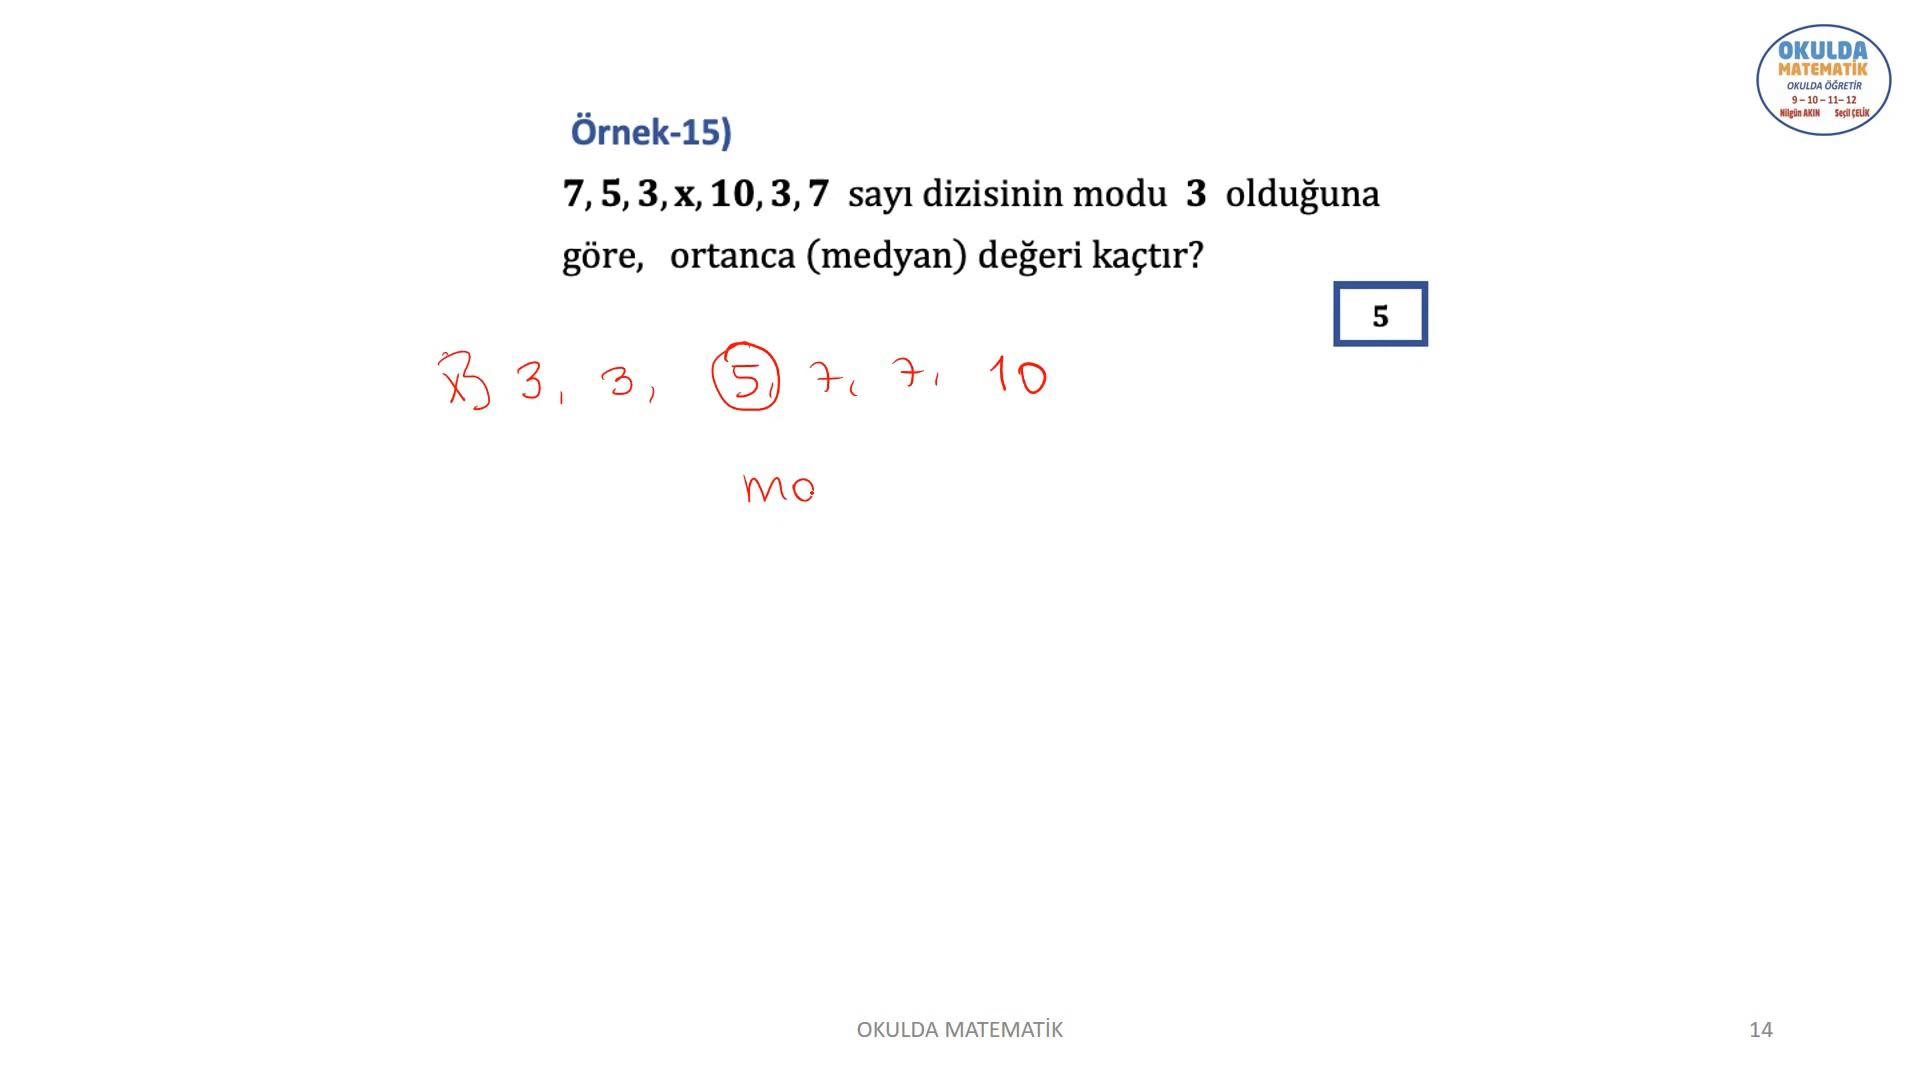 OKULDA
MATEMATİK
OKULDA ÖĞRETİR
9 – 10 – 11– 12
Nilgün AKIN Seçil ÇELİK
Örnek-15)
7, 5, 3, x, 10, 3, 7 sayı dizisinin modu 3 olduğuna
göre, ortanca (medyan) değeri kaçtır?
5
3, 3, 5, 7, 7, 10
mo
OKULDA MATEMATİK 14